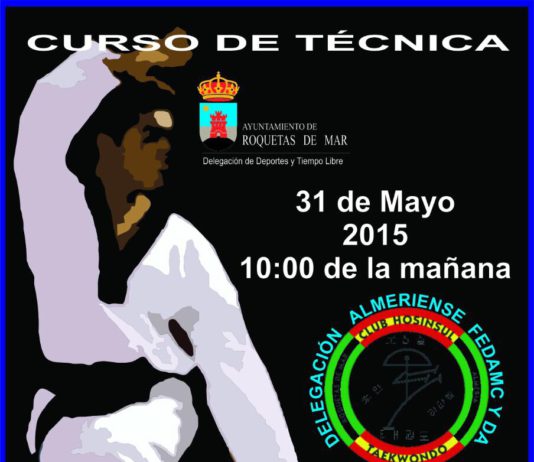 CURSO DE TÉCNICA
AYUNTAMIENTO DE
ROQUETAS DE MAR
Delegación de Deportes y Tiempo Libre
31 de Mayo
2015
10:00 de la mañana
DELEGACIÓN ALMERIENSE FEDAMC Y DA
CLUB HOSINSUL
TAEKWONDO